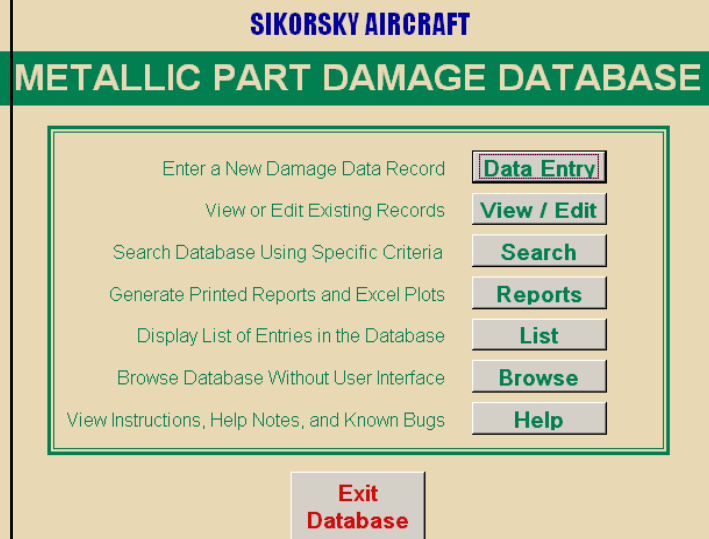 SIKORSKY AIRCRAFT
METALLIC PART DAMAGE DATABASE
Enter a New Damage Data Record Data Entry
View or Edit Existing Records View / Edit
Search Database Using Specific Criteria Search
Generate Printed Reports and Excel Plots Reports
Display List of Entries in the Database List
Browse Database Without User Interface Browse
View Instructions, Help Notes, and Known Bugs Help
Exit
Database